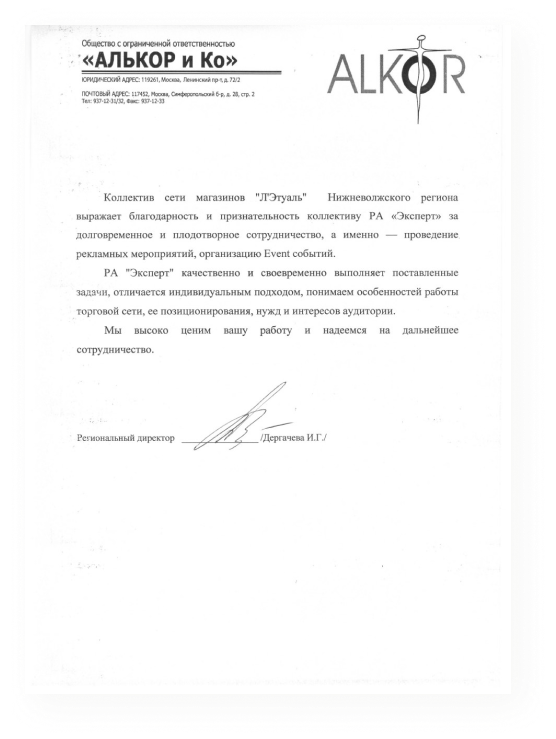 Общество с ограниченной ответственностью
«АЛЬКОР и Ко»
ЮРИДИЧЕСКИЙ АДРЕС: 119261, Москва, Ленинский пр-т, д. 72/2
ПОЧТОВЫЙ АДРЕС: 117452, Москва, Симферопольский б-р, д. 28, стр. 2
Тел: 937-12-31/32, Факс: 937-12-33
ALKOR
Коллектив сети магазинов "Л'Этуаль" Нижневолжского региона
выражает благодарность и признательность коллективу РА «Эксперт» за
долговременное и плодотворное сотрудничество, а именно — проведение
рекламных мероприятий, организацию Event событий.
РА "Эксперт" качественно и своевременно выполняет поставленные
задачи, отличается индивидуальным подходом, понимаем особенностей работы
торговой сети, ее позиционирования, нужд и интересов аудитории.
Мы высоко ценим вашу работу и надеемся на дальнейшее
сотрудничество.
Региональный директор /Дергачева И.Г./